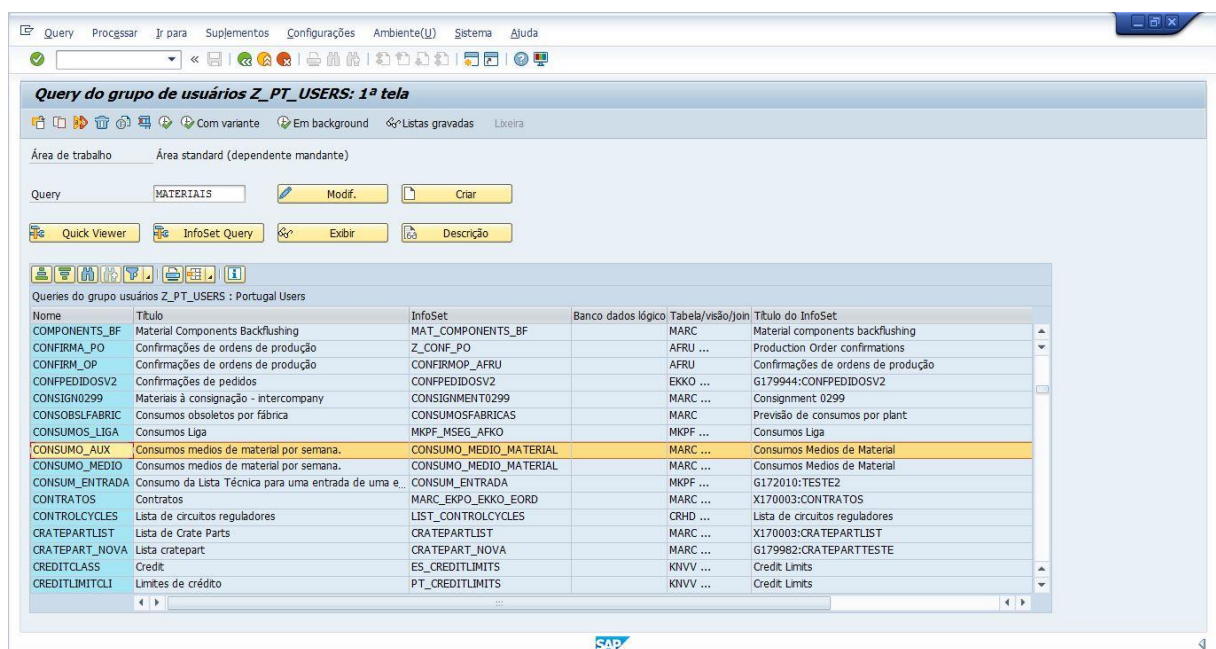 Query Procgssar Ir para Suplementos Configurações Ambiente(U) Sistema Ajuda
Query do grupo de usuários Z_PT_USERS: 1ª tela
Com variante Em background Listas gravadas Lixeira
Área de trabalho Área standard (dependente mandante)
Query MATERIAIS Modif. Criar
Quick Viewer InfoSet Query Exibir Descrição
Queries do grupo usuários Z_PT_USERS : Portugal Users
Nome Título InfoSet Banco dados lógico Tabela/visão/join Título do InfoSet
COMPONENTS_BF Material Components Backflushing MAT_COMPONENTS_BF MARC Material components backflushing
CONFIRMA_PO Confirmações de ordens de produção Z_CONF_PO AFRU ... Production Order confirmations
CONFIRM_OP Confirmações de ordens de produção CONFIRMOP_AFRU AFRU Confirmações de ordens de produção
CONFPEDIDOSV2 Confirmações de pedidos CONFPEDIDOSV2 EKKO ... G179944:CONFPEDIDOSV2
CONSIGN0299 Materiais à consignação - intercompany CONSIGNMENT0299 MARC ... Consignment 0299
CONSOBSLFABRIC Consumos obsoletos por fábrica CONSUMOSFABRICAS MARC Previsão de consumos por plant
CONSUMOS_LIGA Consumos Liga MKPF_MSEG_AFKO MKPF ... Consumos Liga
CONSUMO_AUX Consumos medios de material por semana. CONSUMO_MEDIO_MATERIAL MARC ... Consumos Medios de Material
CONSUMO_MEDIO Consumos medios de material por semana. CONSUMO_MEDIO_MATERIAL MARC ... Consumos Medios de Material
CONSUM_ENTRADA Consumo da Lista Técnica para uma entrada de uma e... CONSUM_ENTRADA MKPF ... G172010:TESTE2
CONTRATOS Contratos MARC_EKPO_EKKO_EORD MARC ... X170003:CONTRATOS
CONTROLCYCLES Lista de circuitos reguladores LIST_CONTROLCYCLES CRHD ... Lista de circuitos reguladores
CRATEPARTLIST Lista de Crate Parts CRATEPARTLIST MARC ... X170003:CRATEPARTLIST
CRATEPART_NOVA Lista cratepart CRATEPART_NOVA MARC ... G179982:CRATEPARTTESTE
CREDITCLASS Credit ES_CREDITLIMITS KNVV ... Credit Limits
CREDITLIMITCLI Limites de crédito PT_CREDITLIMITS KNVV ... Credit Limits
SAP